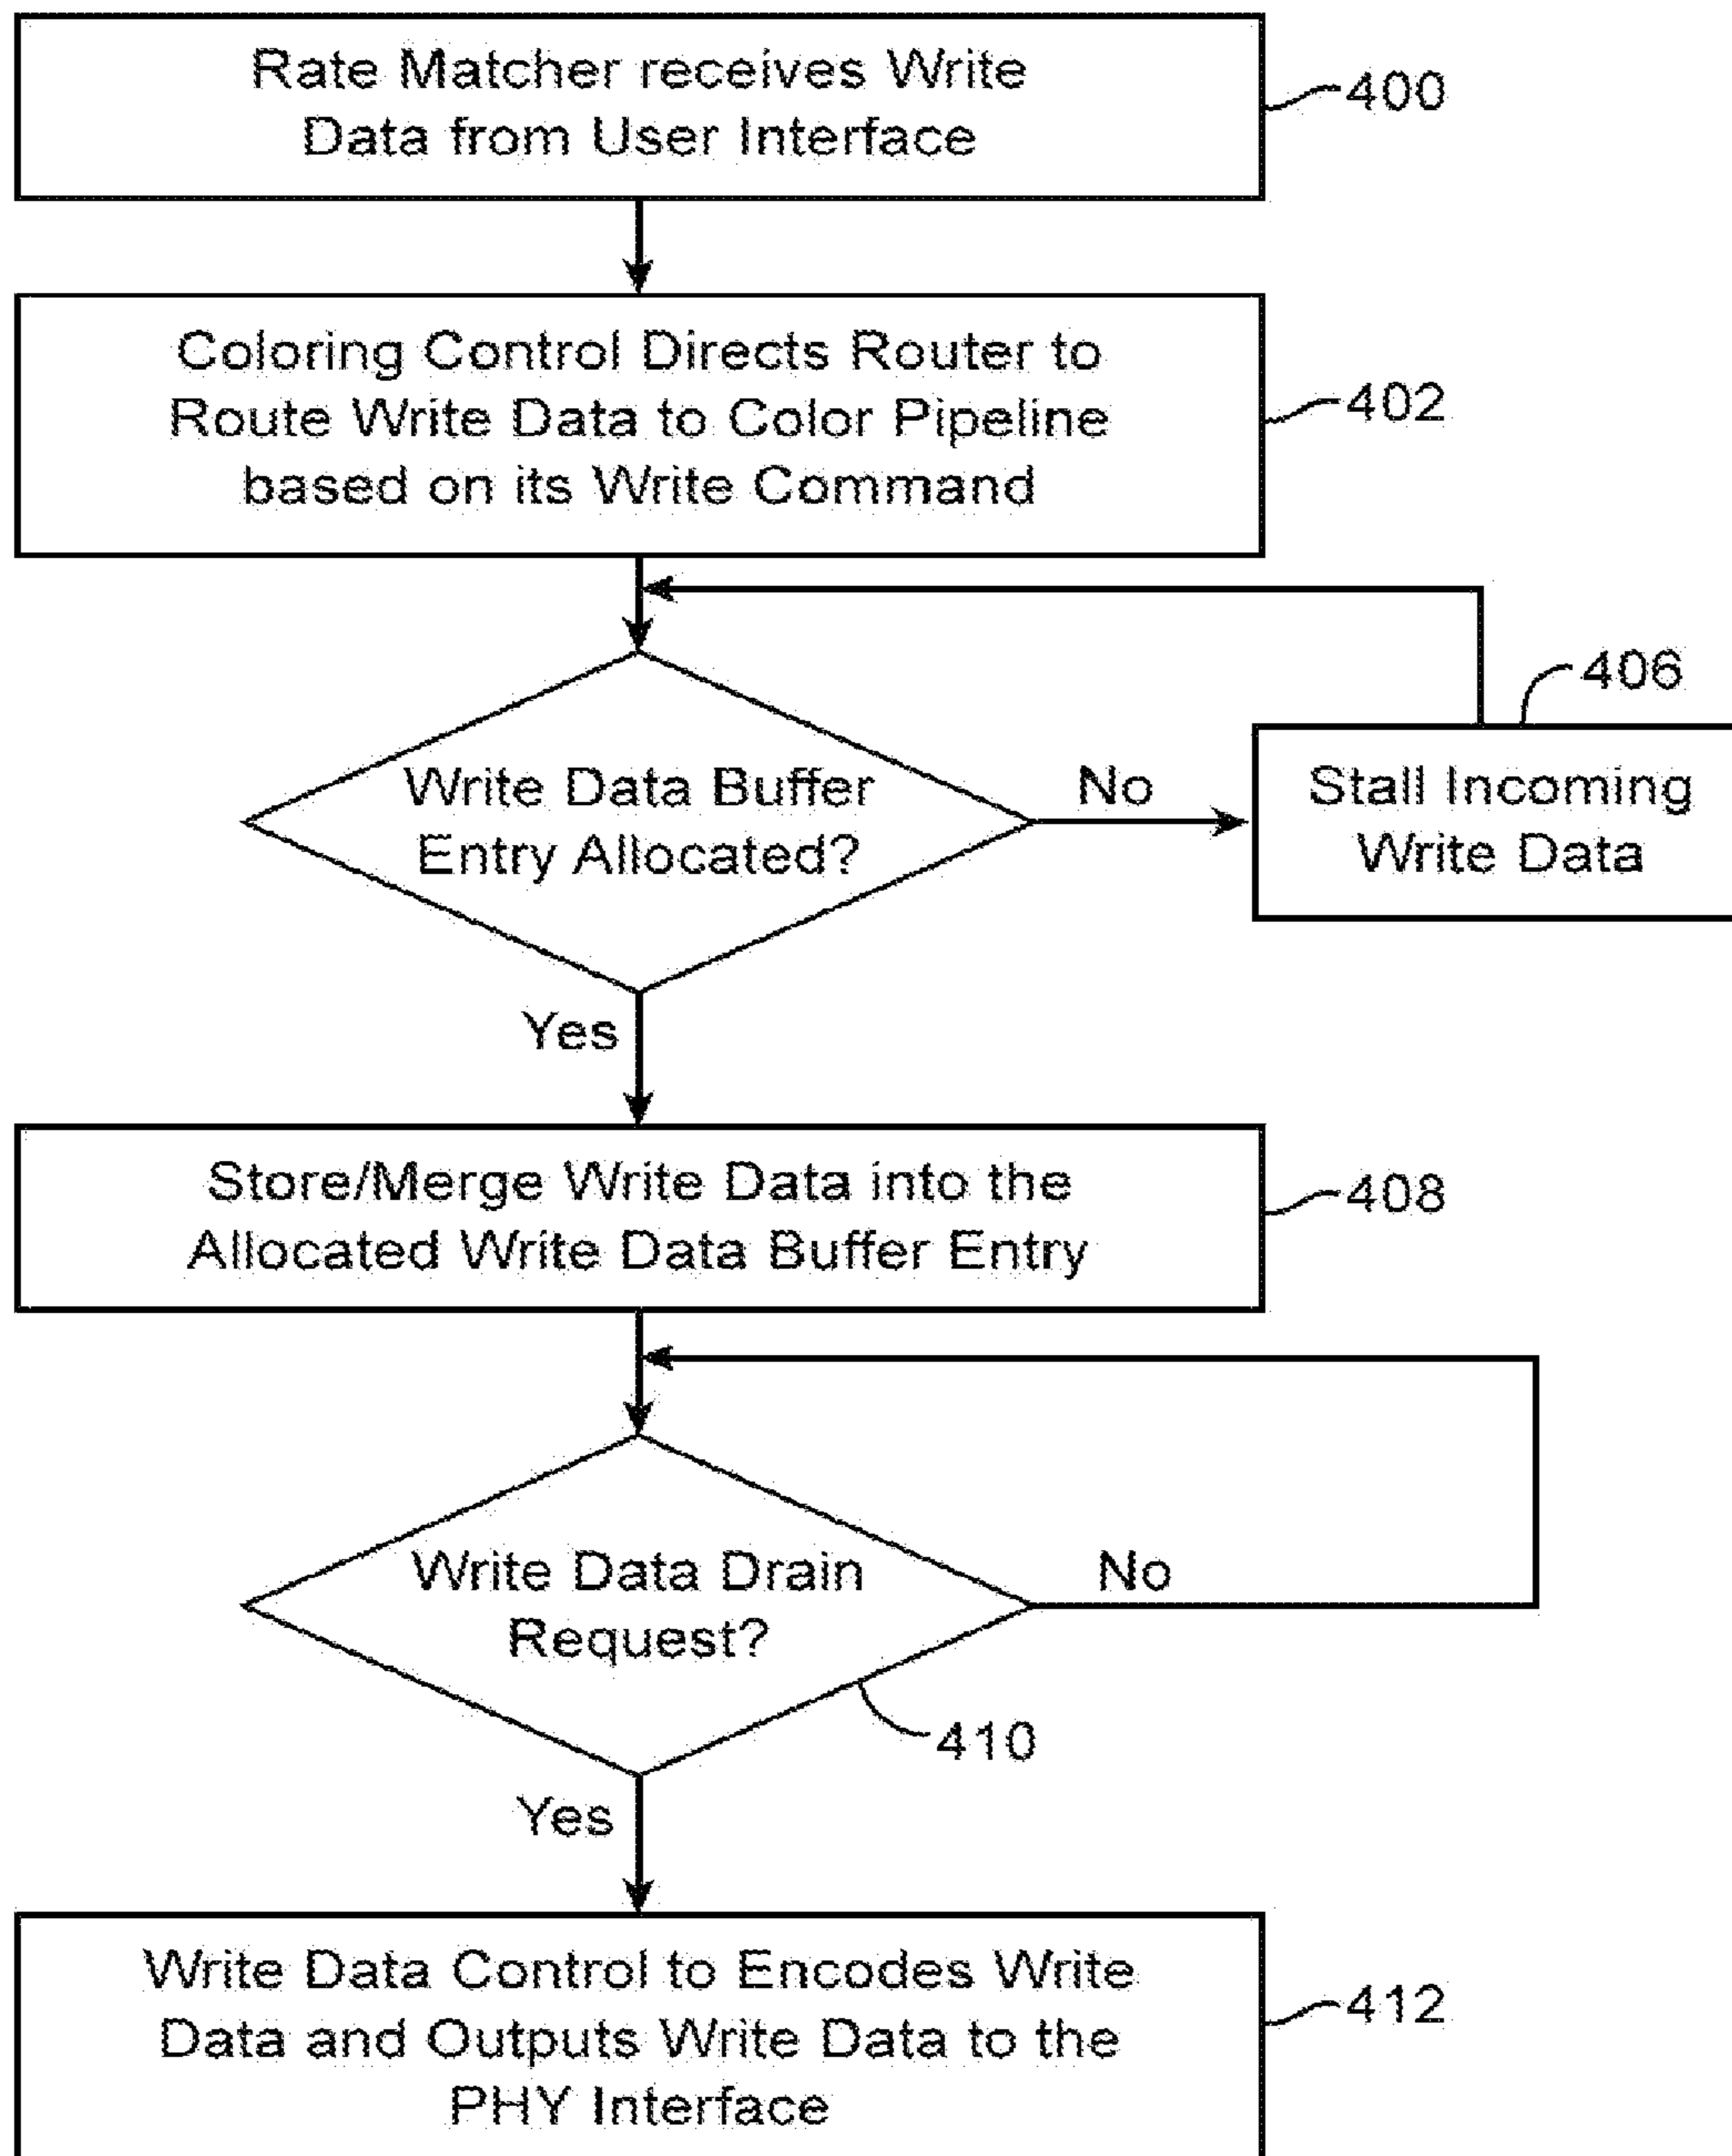 Rate Matcher receives Write
Data from User Interface
400
Coloring Control Directs Router to
Route Write Data to Color Pipeline
based on its Write Command
402
406
Write Data Buffer
Entry Allocated?
No
Stall Incoming
Write Data
Yes
Store/Merge Write Data into the
Allocated Write Data Buffer Entry
408
Write Data Drain
Request?
No
410
Yes
Write Data Control to Encodes Write
Data and Outputs Write Data to the
PHY Interface
412